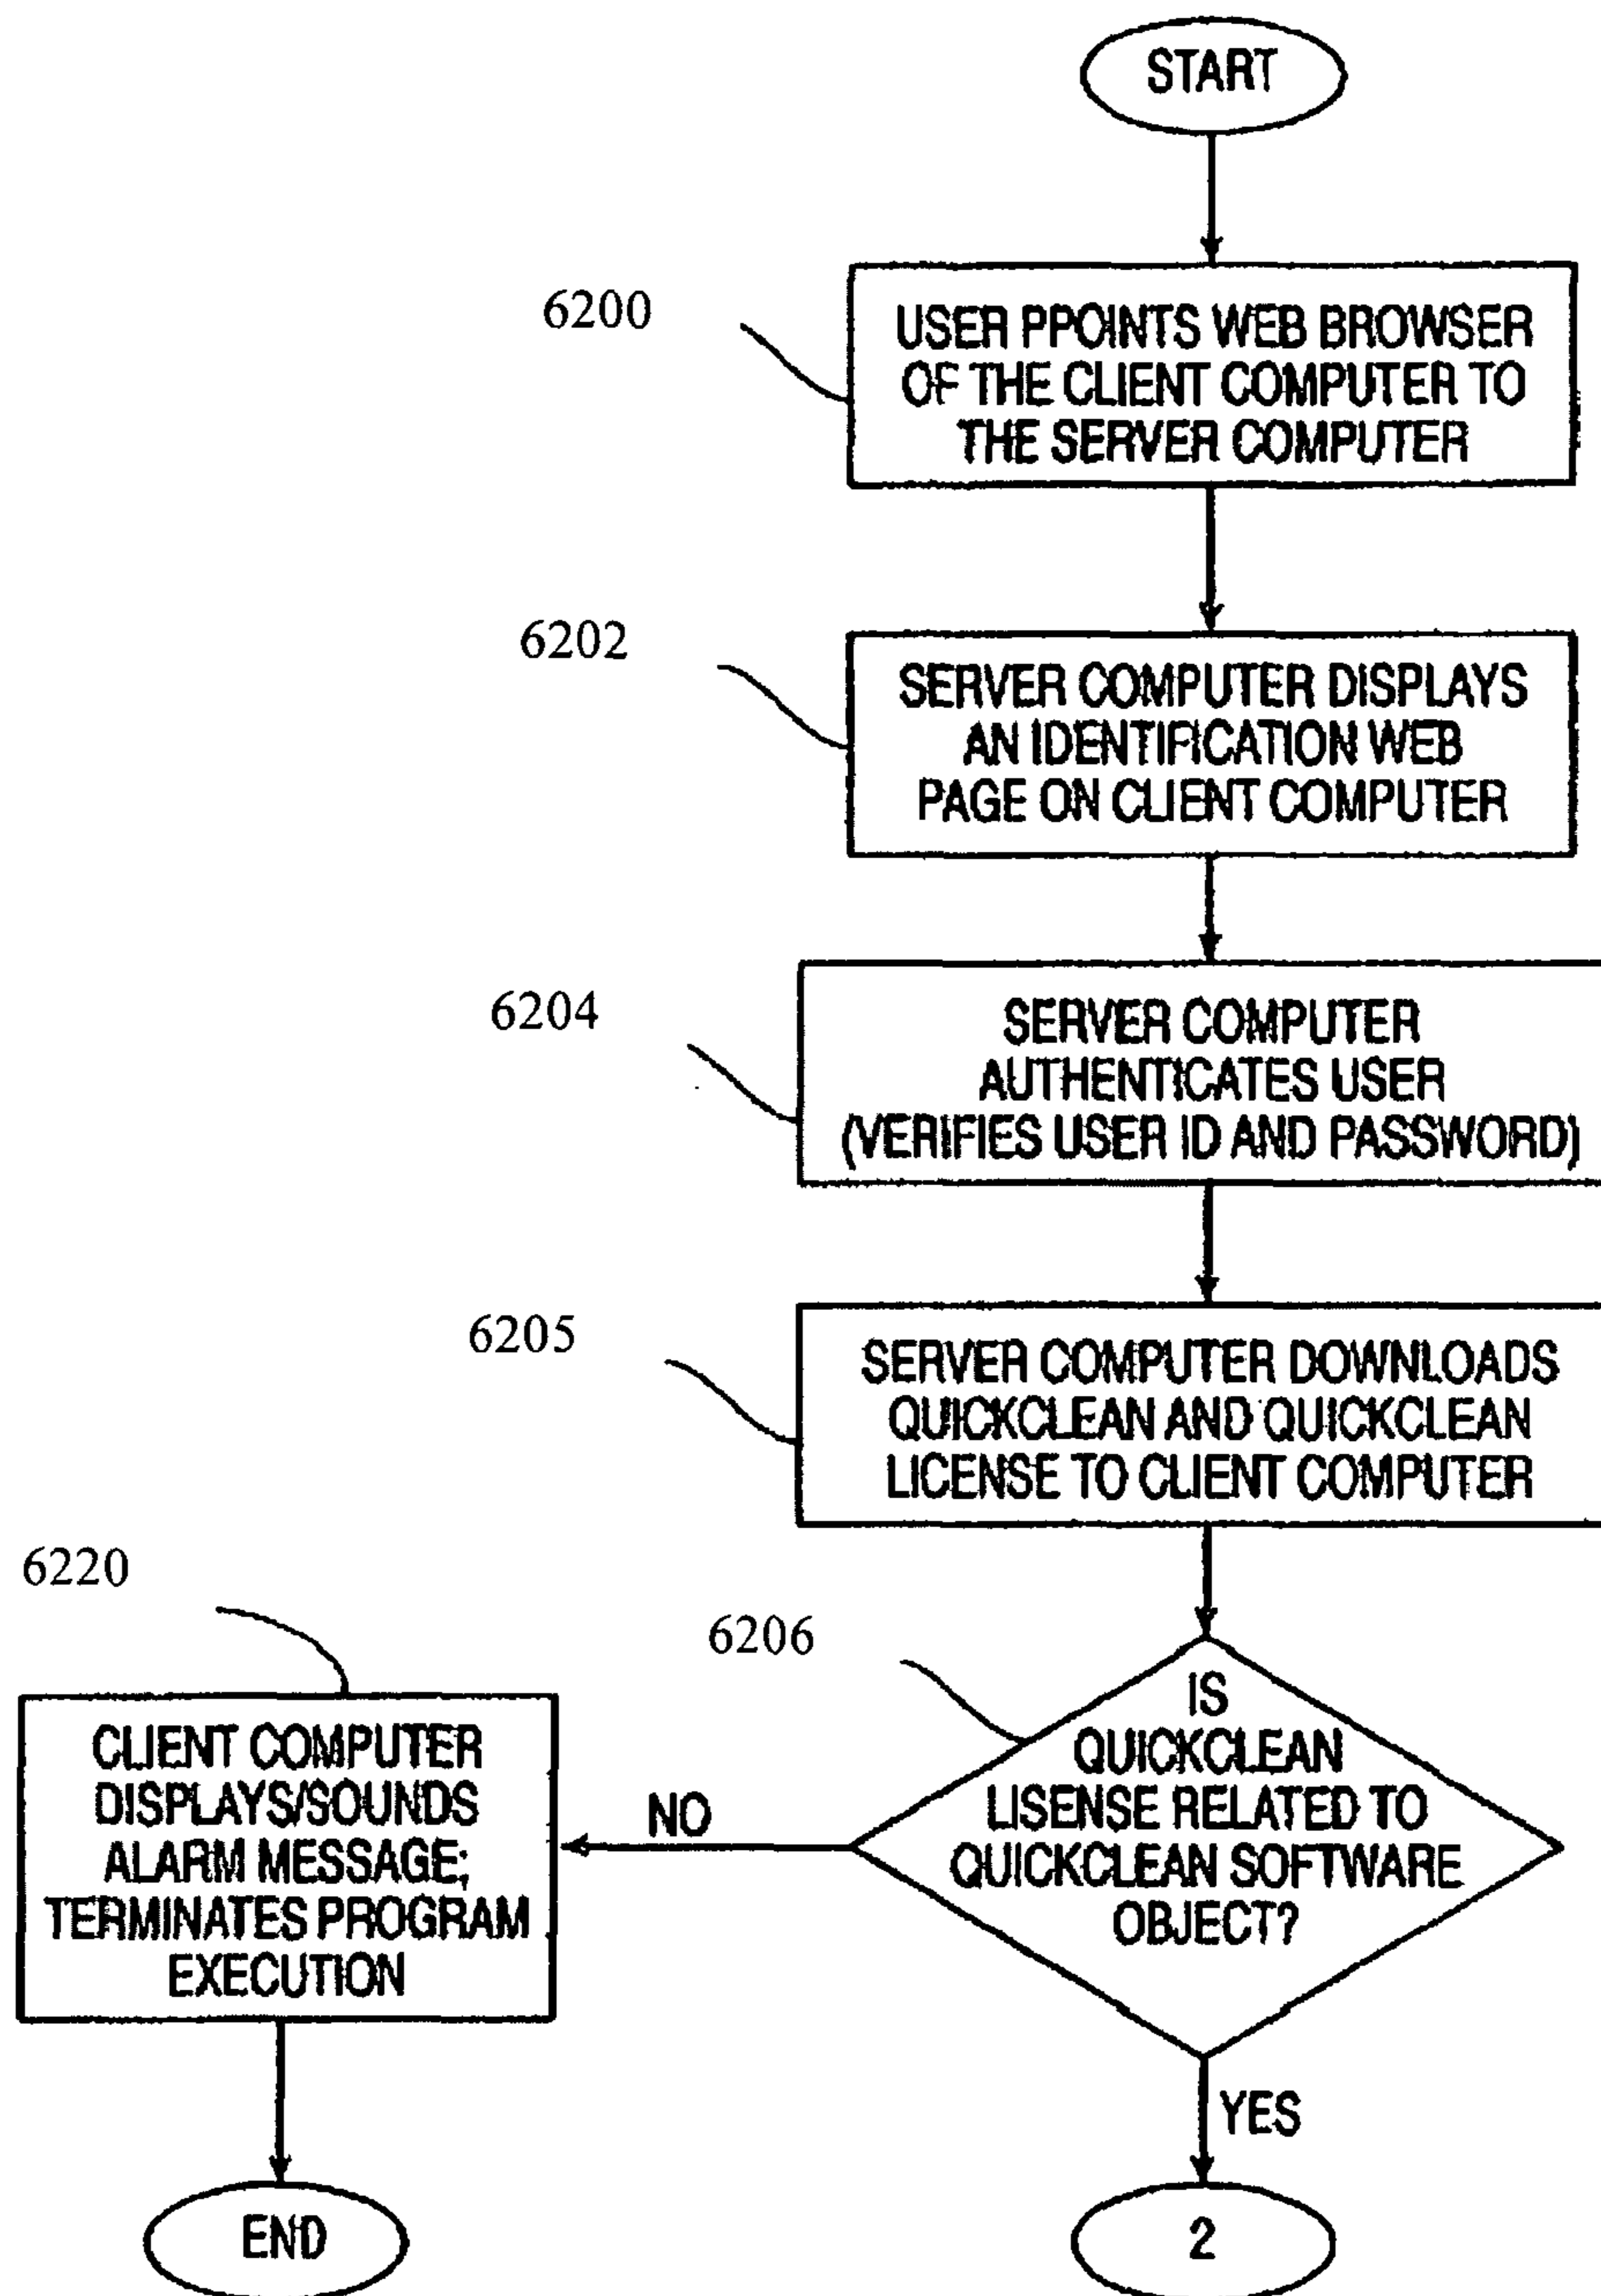 START
6200
USER PPOINTS WEB BROWSER
OF THE CLIENT COMPUTER TO
THE SERVER COMPUTER
6202
SERVER COMPUTER DISPLAYS
AN IDENTIFICATION WEB
PAGE ON CLIENT COMPUTER
6204
SERVER COMPUTER
AUTHENTICATES USER
(VERIFIES USER ID AND PASSWORD)
6205
SERVER COMPUTER DOWNLOADS
QUICKCLEAN AND QUICKCLEAN
LICENSE TO CLIENT COMPUTER
6206
IS
QUICKCLEAN
LISENSE RELATED TO
QUICKCLEAN SOFTWARE
OBJECT?
NO
6220
CLIENT COMPUTER
DISPLAYS/SOUNDS
ALARM MESSAGE;
TERMINATES PROGRAM
EXECUTION
END
YES
2